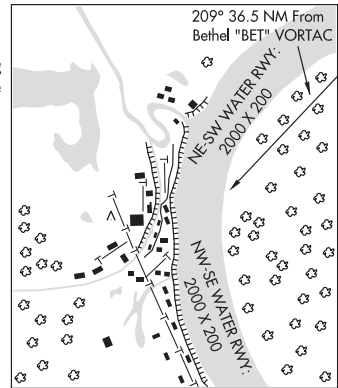 209° 36.5 NM From
Bethel "BET" VORTAC
NE-SW WATER RWY:
2000 X 200
NW-SE WATER RWY:
2000 X 200